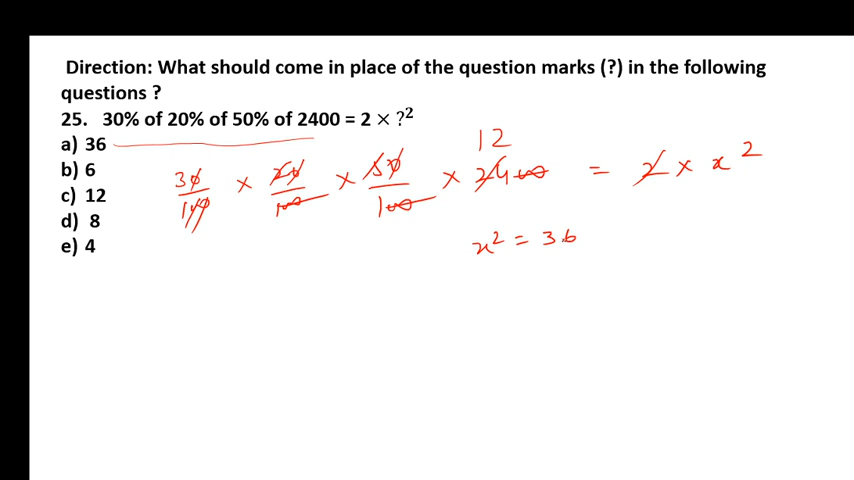 Direction: What should come in place of the question marks (?) in the following
questions ?
25. 30% of 20% of 50% of 2400 = 2 × ?²
a) 36
b) 6
c) 12
d) 8
e) 4
12
30/100 × 20/100 × 50/100 × 2400 = 2 × x²
x² = 36